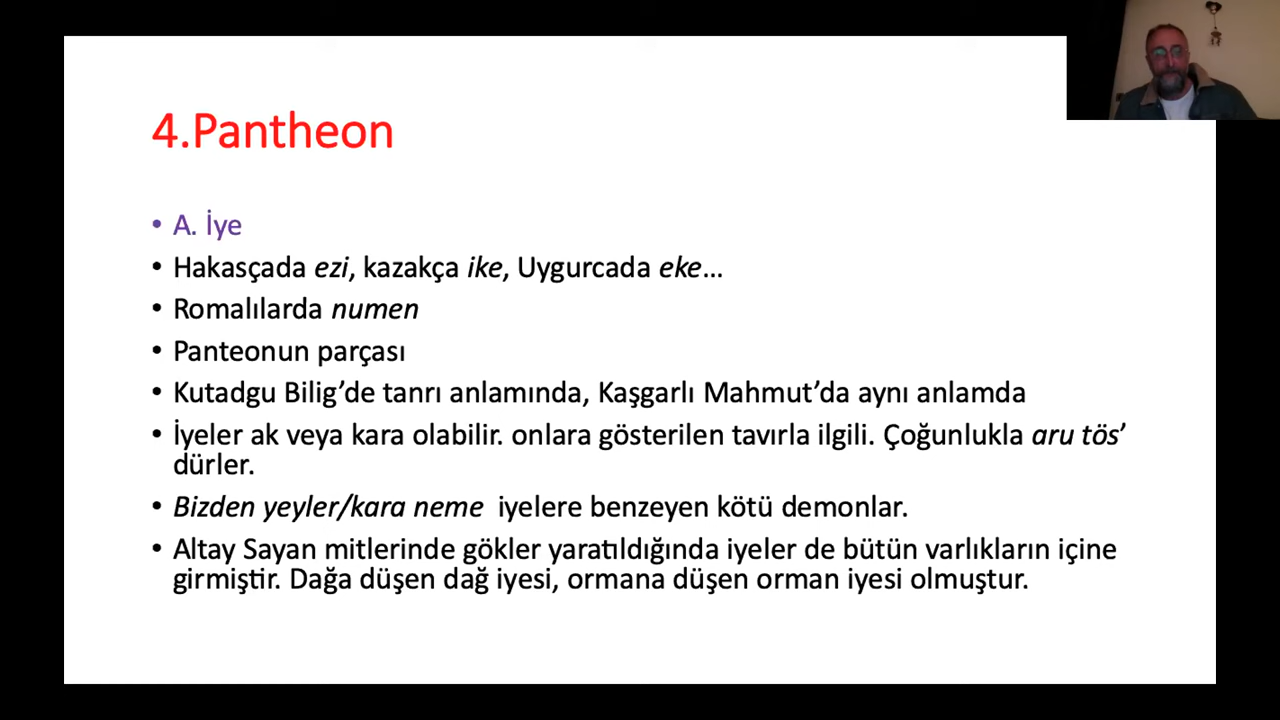 4.Pantheon
• A. İye
• Hakasçada ezi, kazakça ike, Uygurcada eke…
• Romalılarda numen
• Panteonun parçası
• Kutadgu Bilig’de tanrı anlamında, Kaşgarlı Mahmut’da aynı anlamda
• İyeler ak veya kara olabilir. onlara gösterilen tavırla ilgili. Çoğunlukla aru tös’
dürler.
• Bizden yeyler/kara neme iyelere benzeyen kötü demonlar.
• Altay Sayan mitlerinde gökler yaratıldığında iyeler de bütün varlıkların içine
girmiştir. Dağa düşen dağ iyesi, ormana düşen orman iyesi olmuştur.